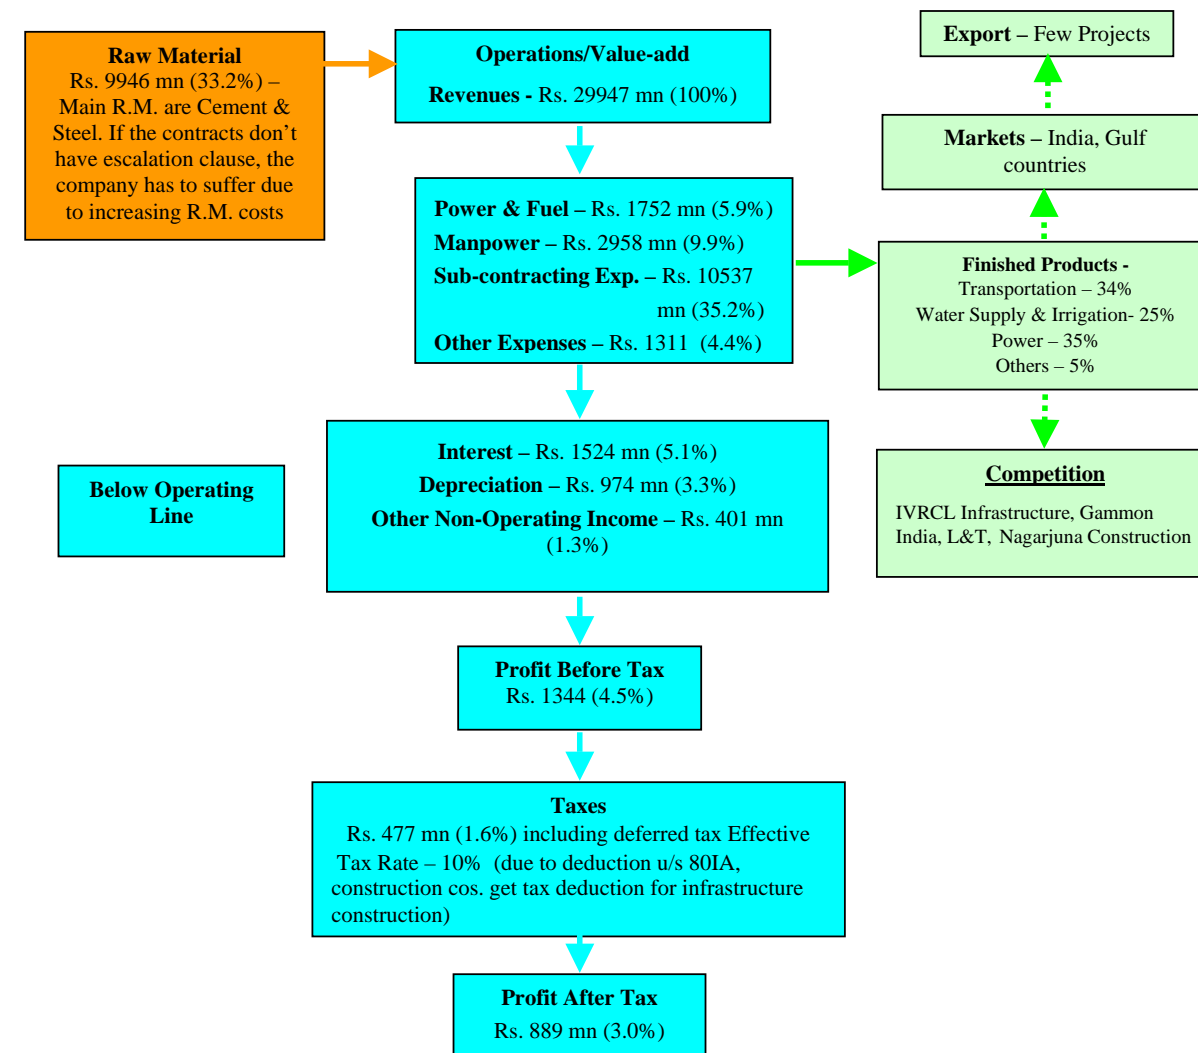 Raw Material
Rs. 9946 mn (33.2%) –
Main R.M. are Cement &
Steel. If the contracts don't
have escalation clause, the
company has to suffer due
to increasing R.M. costs
Operations/Value-add
Revenues - Rs. 29947 mn (100%)
Export – Few Projects
Markets – India, Gulf
countries
Power & Fuel – Rs. 1752 mn (5.9%)
Manpower – Rs. 2958 mn (9.9%)
Sub-contracting Exp. – Rs. 10537
mn (35.2%)
Other Expenses – Rs. 1311 (4.4%)
Finished Products -
Transportation – 34%
Water Supply & Irrigation- 25%
Power – 35%
Others – 5%
Below Operating
Line
Interest – Rs. 1524 mn (5.1%)
Depreciation – Rs. 974 mn (3.3%)
Other Non-Operating Income – Rs. 401 mn
(1.3%)
Competition
IVRCL Infrastructure, Gammon
India, L&T, Nagarjuna Construction
Profit Before Tax
Rs. 1344 (4.5%)
Taxes
Rs. 477 mn (1.6%) including deferred tax Effective
Tax Rate – 10% (due to deduction u/s 80IA,
construction cos. get tax deduction for infrastructure
construction)
Profit After Tax
Rs. 889 mn (3.0%)